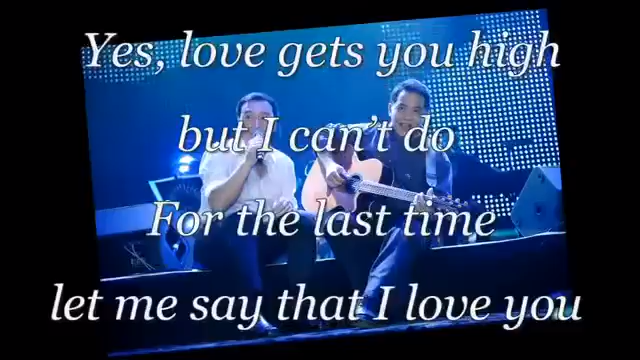 Yes, love gets you high
but I can't do
For the last time
let me say that I love you